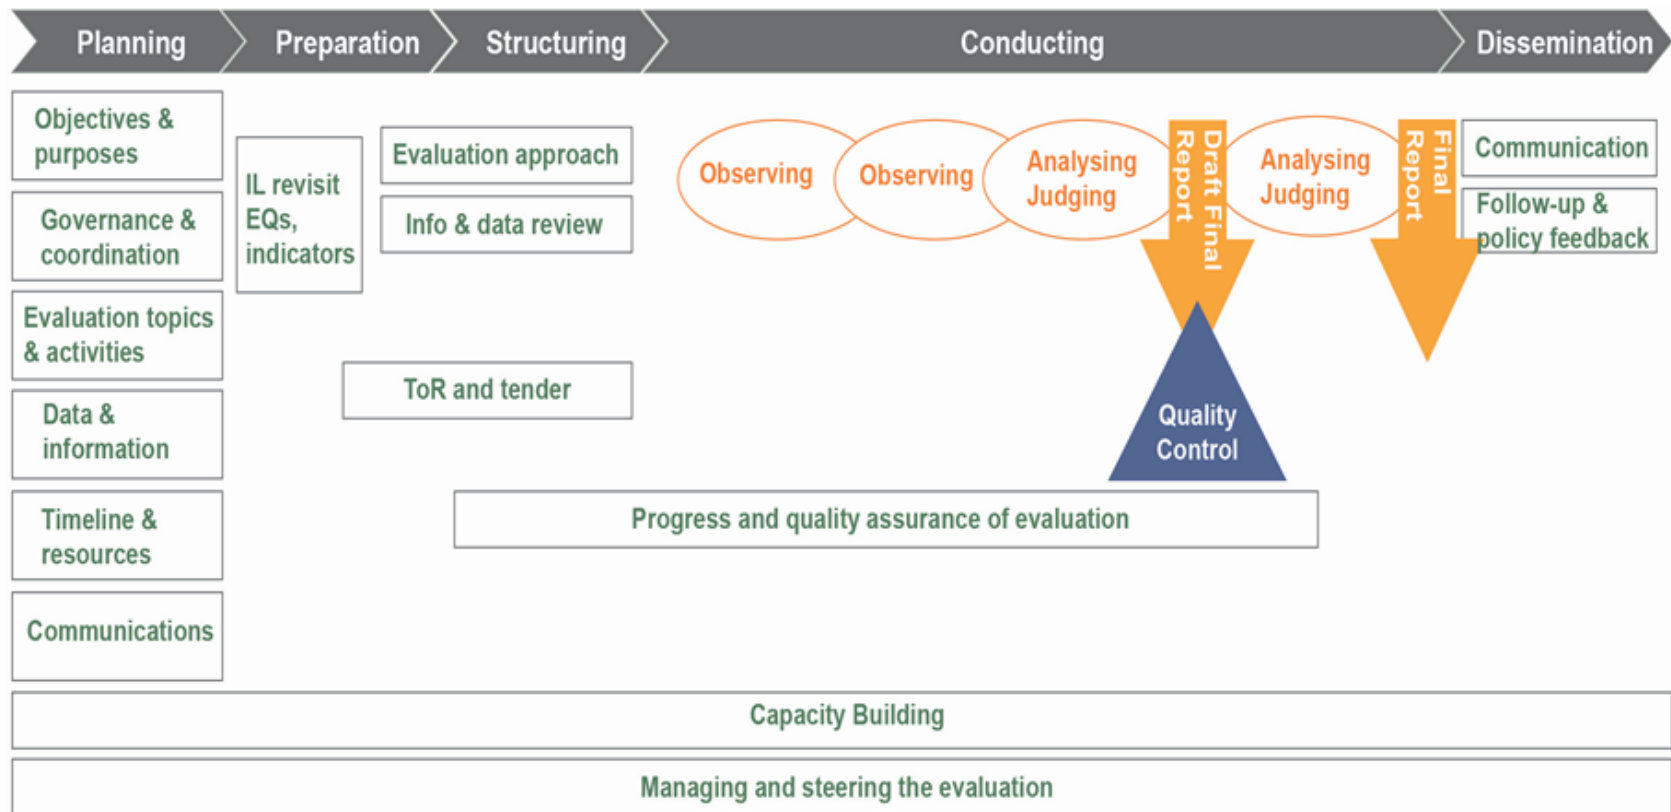 Planning
Preparation
Structuring
Conducting
Dissemination
Objectives &
purposes
Governance &
coordination
Evaluation topics
& activities
Data &
information
Timeline &
resources
Communications
IL revisit
EQs,
indicators
Evaluation approach
Info & data review
ToR and tender
Observing
Observing
Analysing
Judging
Draft Final
Report
Analysing
Judging
Final
Report
Communication
Follow-up &
policy feedback
Quality
Control
Progress and quality assurance of evaluation
Capacity Building
Managing and steering the evaluation